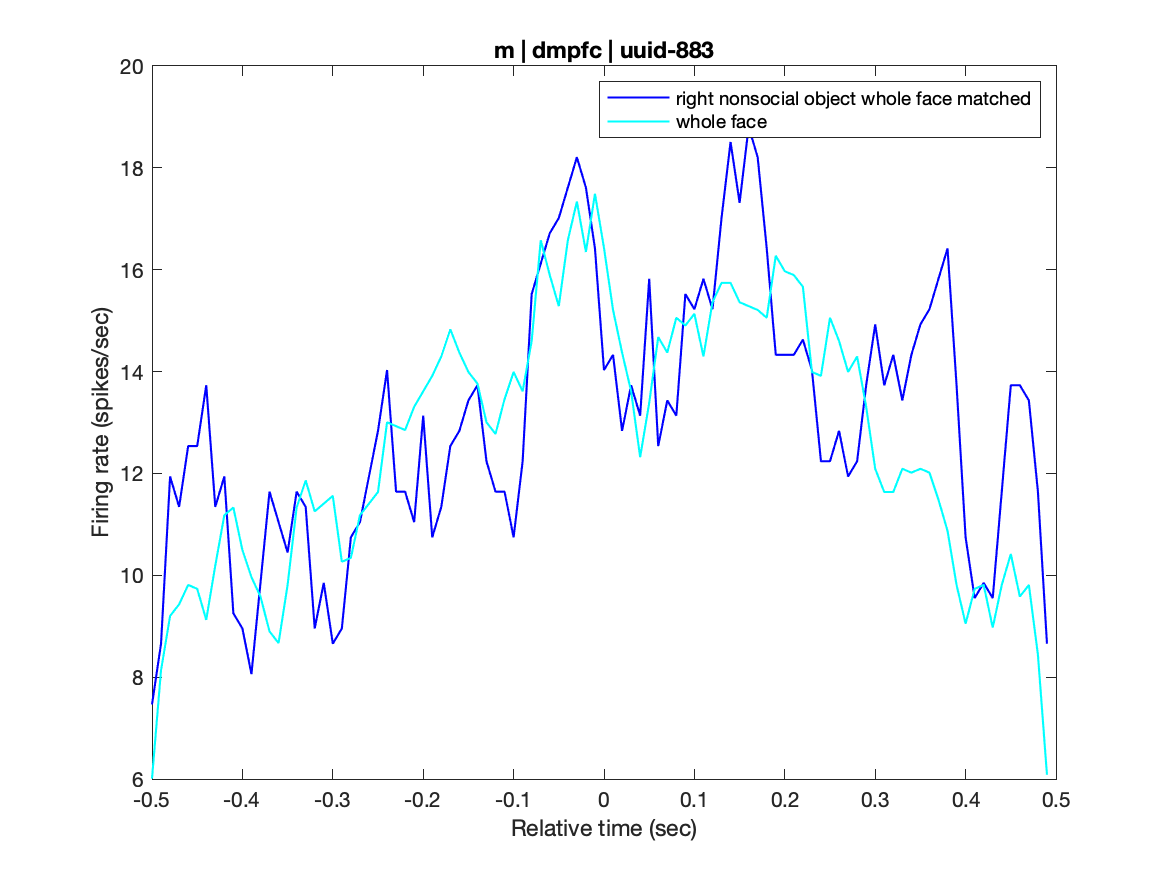 m | dmpfc | uuid-883
right nonsocial object whole face matched
whole face
20
18
16
14
12
10
8
6
Firing rate (spikes/sec)
-0.5 -0.4 -0.3 -0.2 -0.1 0 0.1 0.2 0.3 0.4 0.5
Relative time (sec)